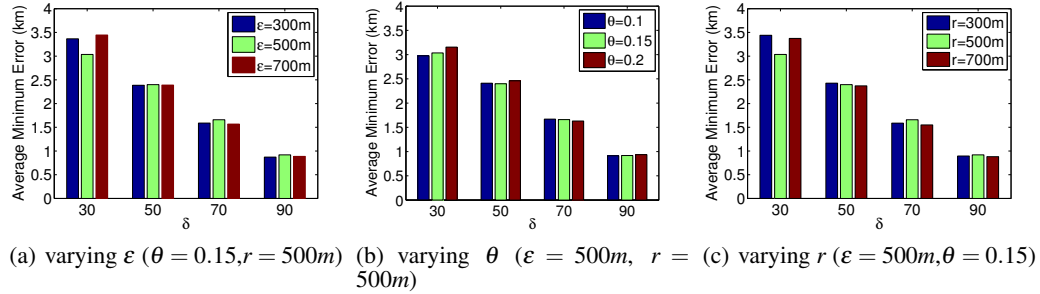 Average Minimum Error (km)
4
3.5
3
2.5
2
1.5
1
0.5
0
30 50 70 90
δ
ε=300m
ε=500m
ε=700m
Average Minimum Error (km)
4
3.5
3
2.5
2
1.5
1
0.5
0
30 50 70 90
δ
θ=0.1
θ=0.15
θ=0.2
Average Minimum Error (km)
4
3.5
3
2.5
2
1.5
1
0.5
0
30 50 70 90
δ
r=300m
r=500m
r=700m
(a) varying ε (θ = 0.15,r = 500m)
(b) varying θ (ε = 500m, r =
500m)
(c) varying r (ε = 500m,θ = 0.15)